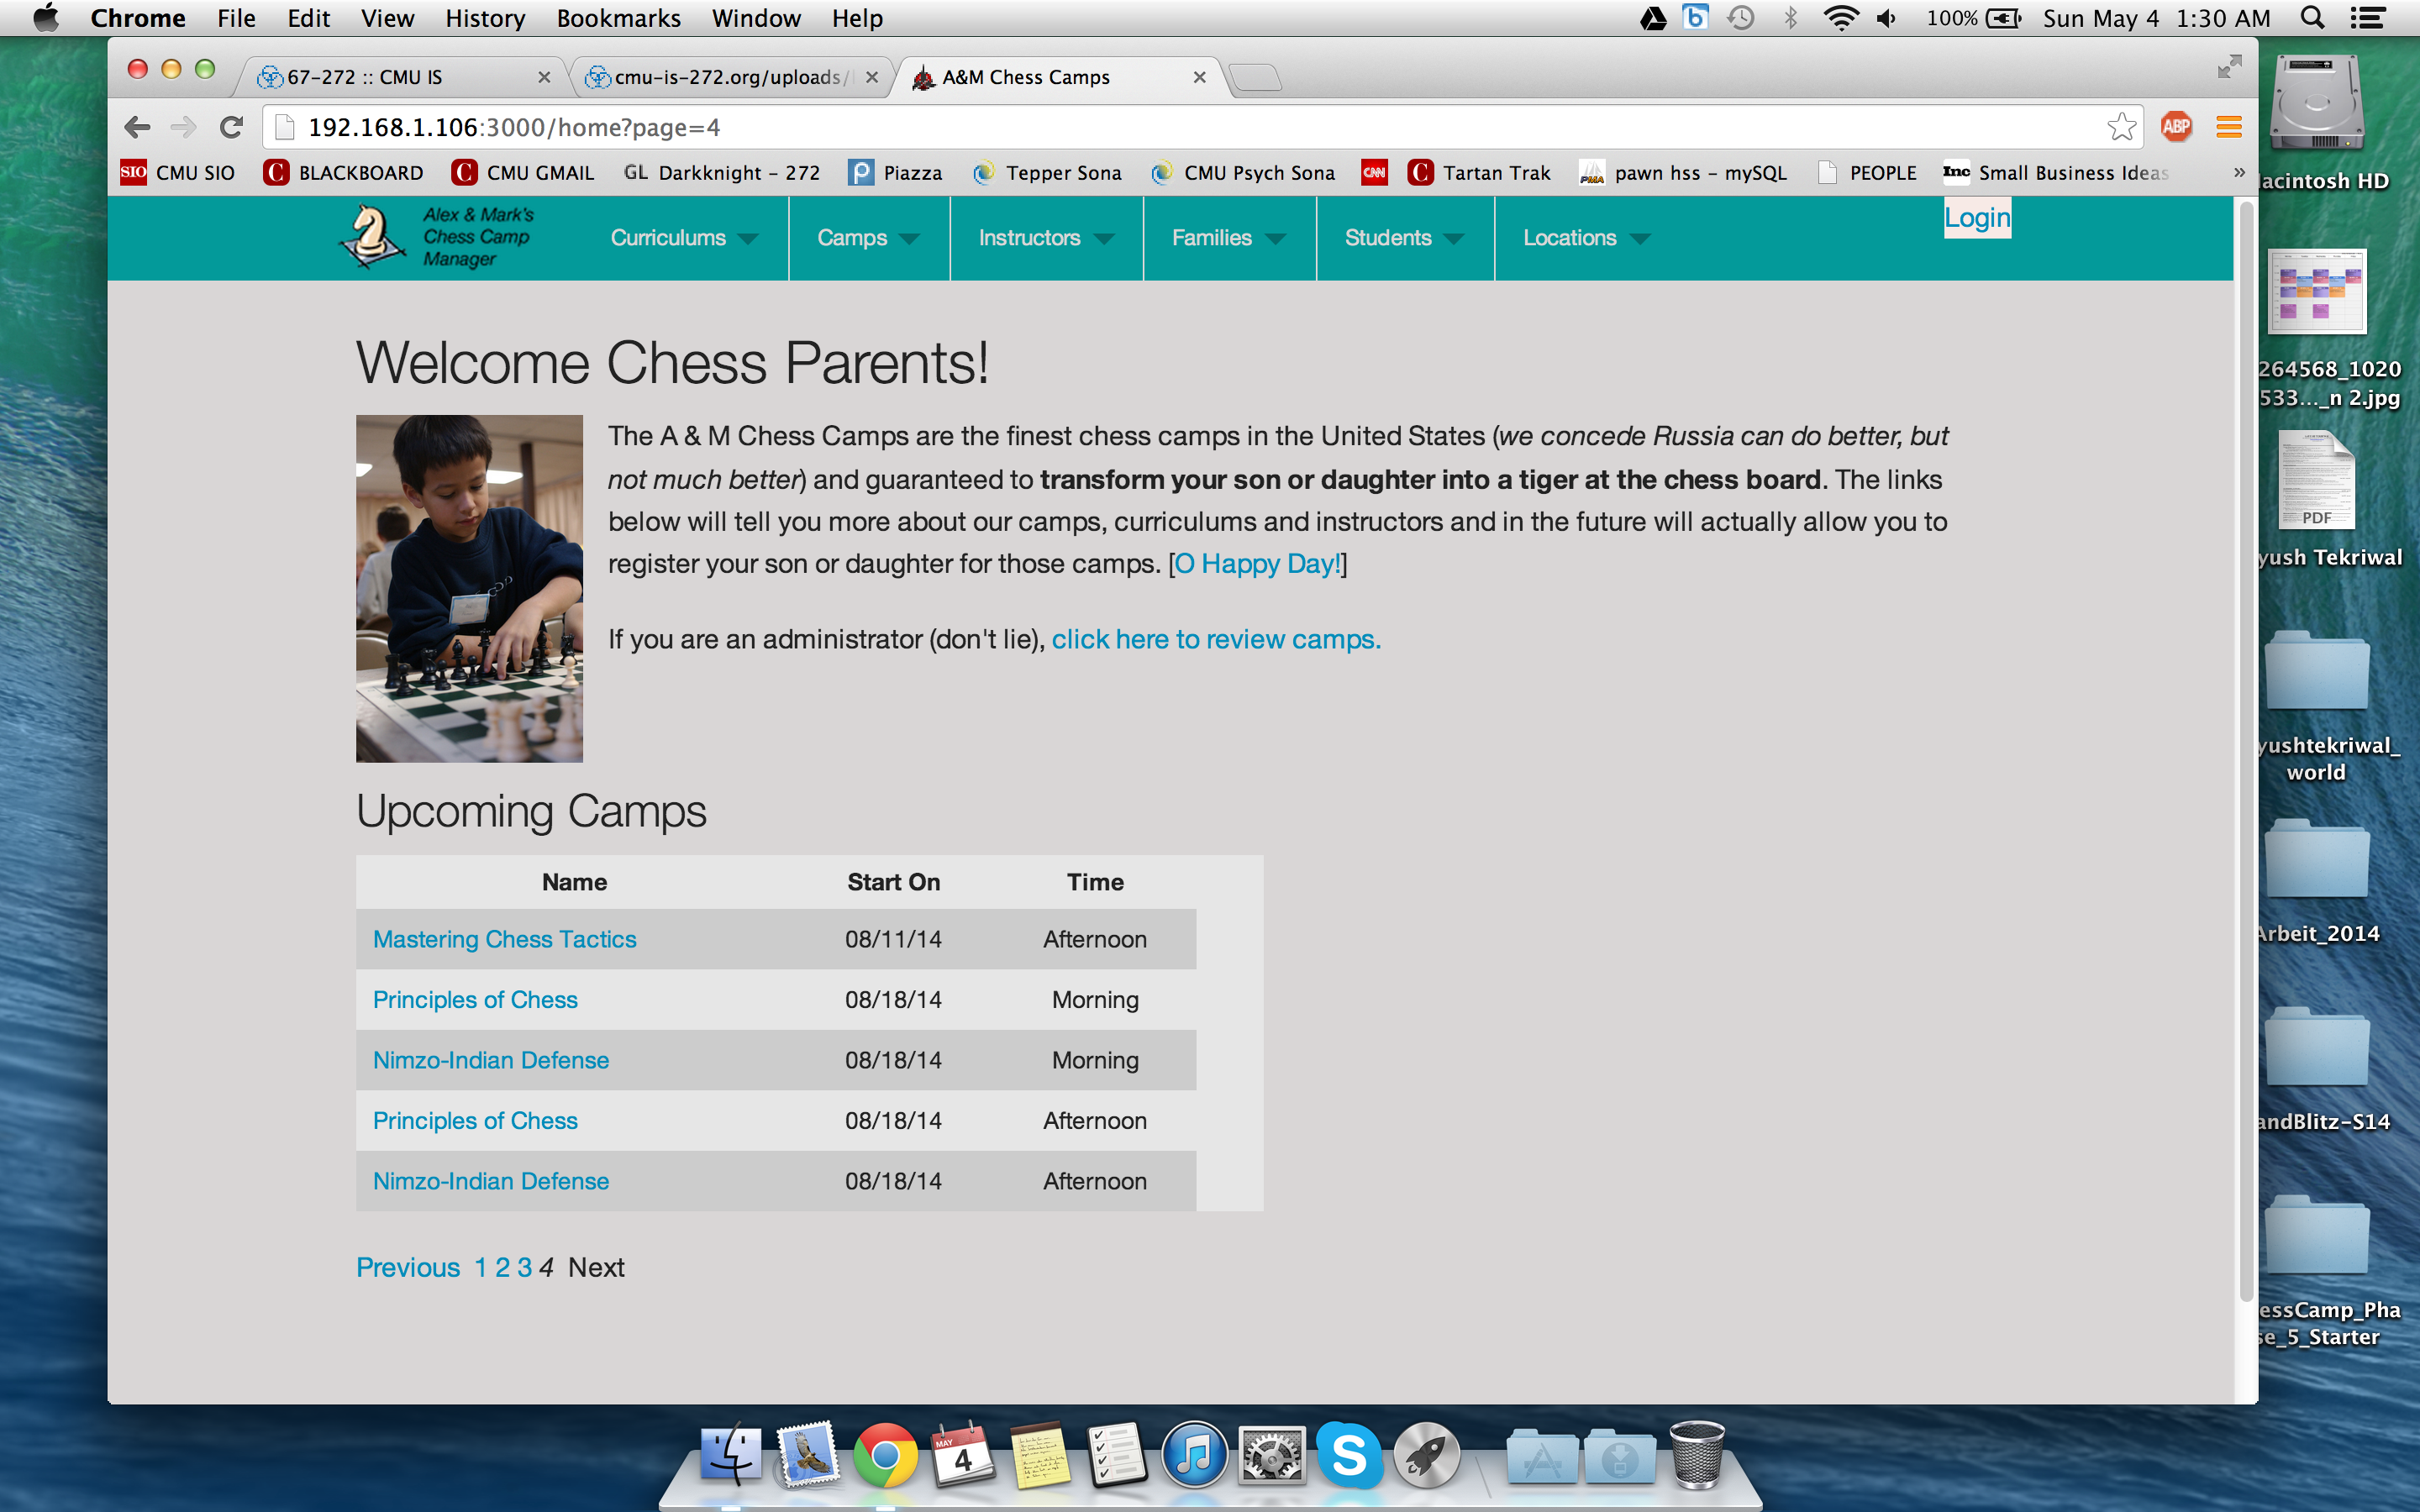 Chrome File Edit View History Bookmarks Window Help
100% Sun May 4 1:30 AM
67-272 :: CMU IS
cmu-is-272.org/uploads/
A&M Chess Camps
192.168.1.106:3000/home?page=4
ABP
SIO CMU SIO C BLACKBOARD C CMU GMAIL GL Darkknight - 272 Piazza Tepper Sona CMU Psych Sona CNN C Tartan Trak PMA pawn hss - mySQL PEOPLE Inc Small Business Ideas »
Alex & Mark's
Chess Camp
Manager
Curriculums Camps Instructors Families Students Locations
Login
Welcome Chess Parents!
The A & M Chess Camps are the finest chess camps in the United States (we concede Russia can do better, but
not much better) and guaranteed to transform your son or daughter into a tiger at the chess board. The links
below will tell you more about our camps, curriculums and instructors and in the future will actually allow you to
register your son or daughter for those camps. [O Happy Day!]
If you are an administrator (don't lie), click here to review camps.
Upcoming Camps
Name Start On Time
Mastering Chess Tactics 08/11/14 Afternoon
Principles of Chess 08/18/14 Morning
Nimzo-Indian Defense 08/18/14 Morning
Principles of Chess 08/18/14 Afternoon
Nimzo-Indian Defense 08/18/14 Afternoon
Previous 1 2 3 4 Next
acintosh HD
264568_1020
533..._n 2.jpg
PDF
yush Tekriwal
yushtekriwal_
world
Arbeit_2014
andBlitz-S14
essCamp_Pha
se_5_Starter
MAY
4